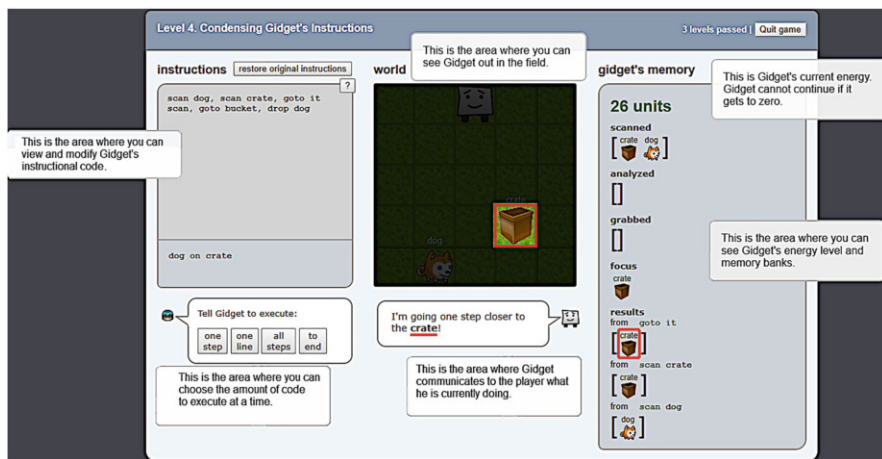 Level 4. Condensing Gidget's Instructions
3 levels passed | Quit game
instructions restore original instructions
?
scan dog, scan crate, goto it
scan, goto bucket, drop dog
This is the area where you can
view and modify Gidget's
instructional code.
dog on crate
Tell Gidget to execute:
one step
one line
all steps
to end
This is the area where you can
choose the amount of code
to execute at a time.
world
This is the area where you can
see Gidget out in the field.
crate
dog
I'm going one step closer to
the crate!
This is the area where Gidget
communicates to the player what
he is currently doing.
gidget's memory
This is Gidget's current energy.
Gidget cannot continue if it
gets to zero.
26 units
scanned
crate dog
analyzed
grabbed
This is the area where you can
see Gidget's energy level and
memory banks.
focus
crate
results
from goto it
crate
from scan crate
crate
from scan dog
dog